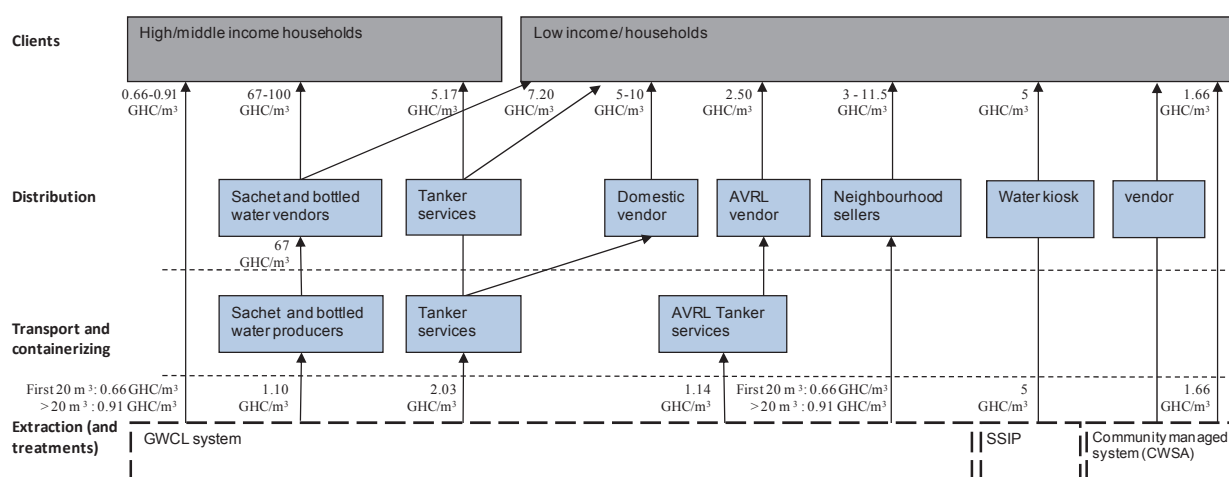 Clients
High/middle income households
Low income/ households
0.66-0.91
GHC/m³
67-100
GHC/m³
5.17
GHC/m³
7.20
GHC/m³
5-10
GHC/m³
2.50
GHC/m³
3 - 11.5
GHC/m³
5
GHC/m³
1.66
GHC/m³
Distribution
Sachet and bottled
water vendors
Tanker
services
Domestic
vendor
AVRL
vendor
Neighbourhood
sellers
Water kiosk
vendor
67
GHC/m³
Transport and
containerizing
Sachet and bottled
water producers
Tanker
services
AVRL Tanker
services
First 20 m³: 0.66 GHC/m³
> 20 m³ : 0.91 GHC/m³
1.10
GHC/m³
2.03
GHC/m³
1.14
GHC/m³
First 20 m³: 0.66 GHC/m³
> 20 m³ : 0.91 GHC/m³
5
GHC/m³
1.66
GHC/m³
Extraction (and
treatments)
GWCL system
SSIP
Community managed
system (CWSA)